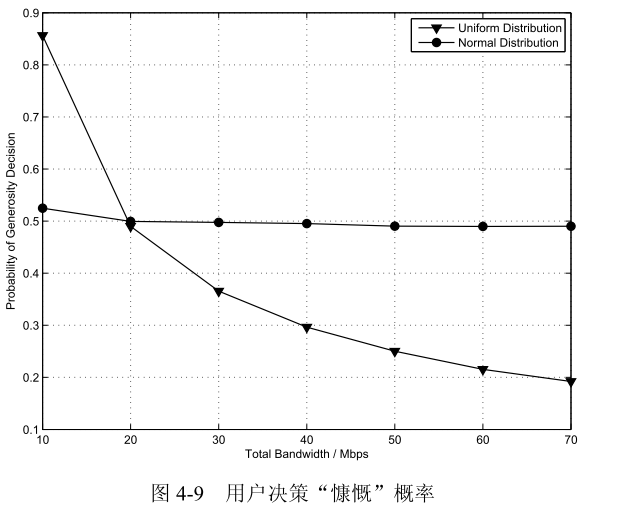 0.9
0.8
0.7
0.6
0.5
0.4
0.3
0.2
0.1
Probability of Generosity Decision
Uniform Distribution
Normal Distribution
10 20 30 40 50 60 70
Total Bandwidth / Mbps
图 4-9 用户决策“慷慨”概率